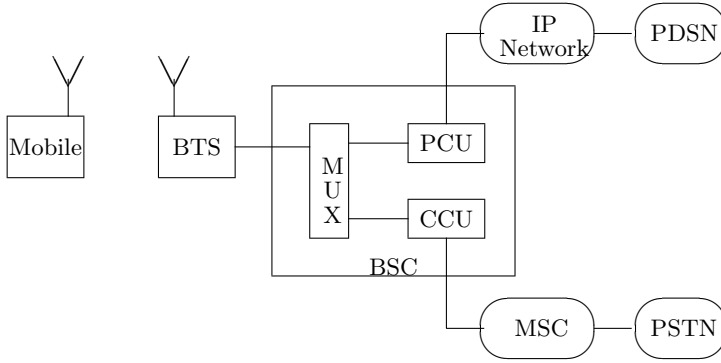 IP
Network
PDSN
Mobile
BTS
M
U
X
PCU
CCU
BSC
MSC
PSTN